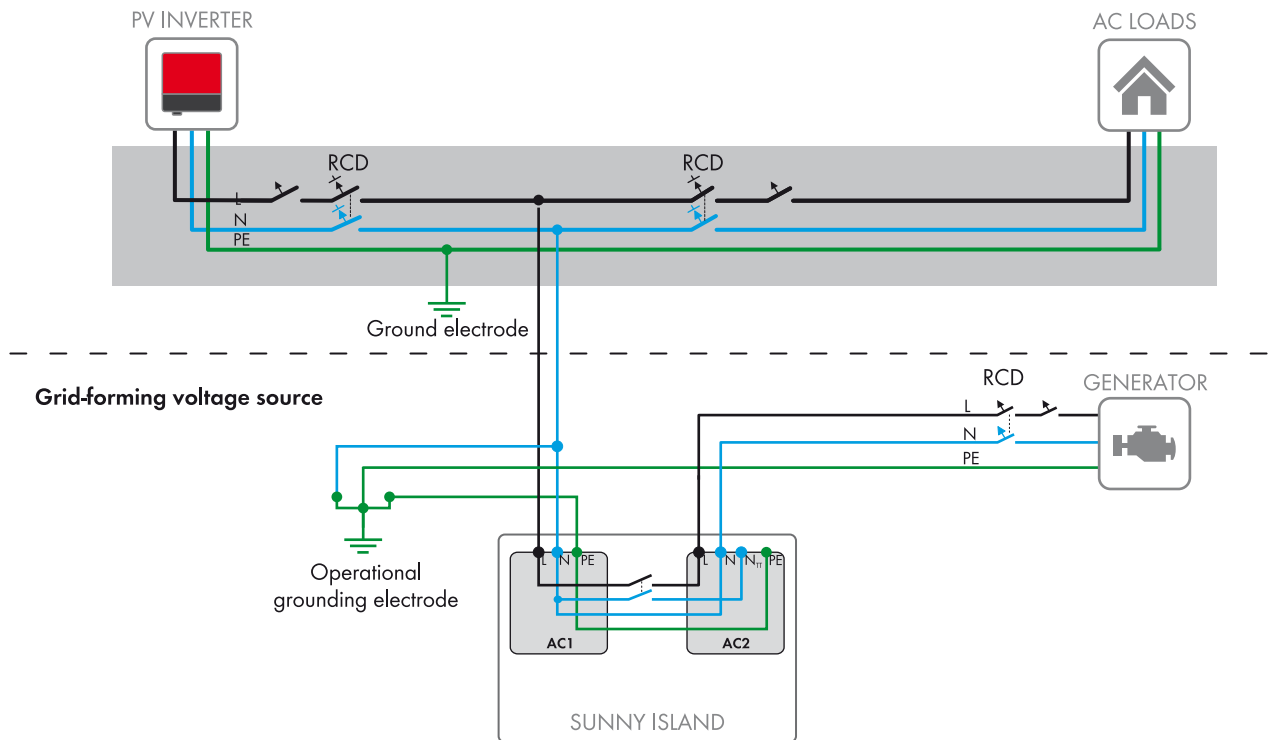 PV INVERTER
AC LOADS
RCD
RCD
L
N
PE
Ground electrode
Grid-forming voltage source
RCD
GENERATOR
L
N
PE
Operational
grounding electrode
L N PE
L N NTT PE
AC1
AC2
SUNNY ISLAND